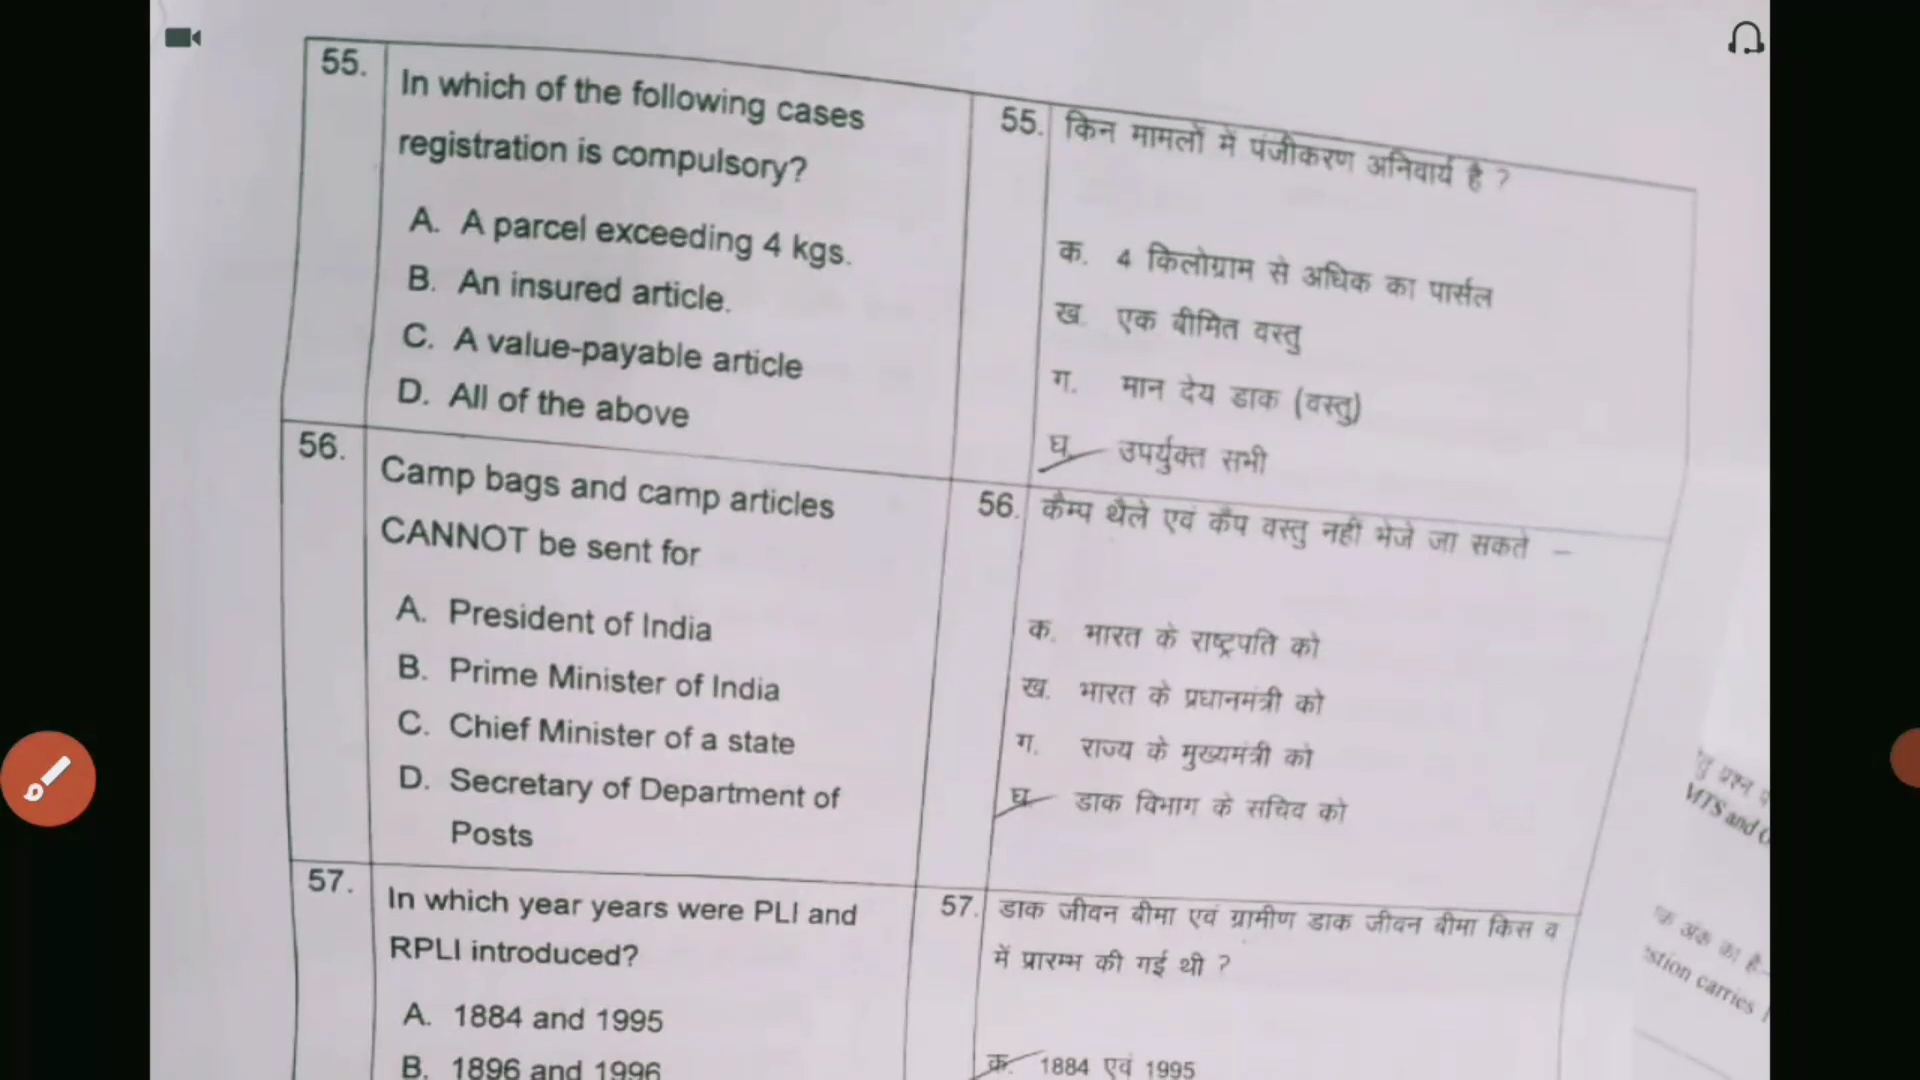 55.
In which of the following cases
registration is compulsory?
A. A parcel exceeding 4 kgs.
B. An insured article.
C. A value-payable article
D. All of the above
55. किन मामलों में पंजीकरण अनिवार्य है ?
क. 4 किलोग्राम से अधिक का पार्सल
ख. एक बीमित वस्तु
ग. मान देय डाक (वस्तु)
घ. उपर्युक्त सभी
56.
Camp bags and camp articles
CANNOT be sent for
A. President of India
B. Prime Minister of India
C. Chief Minister of a state
D. Secretary of Department of
Posts
56. कैम्प थैले एवं कैंप वस्तु नहीं भेजे जा सकते –
क. भारत के राष्ट्रपति को
ख. भारत के प्रधानमंत्री को
ग. राज्य के मुख्यमंत्री को
घ. डाक विभाग के सचिव को
57.
In which year years were PLI and
RPLI introduced?
A. 1884 and 1995
B. 1896 and 1996
57. डाक जीवन बीमा एवं ग्रामीण डाक जीवन बीमा किस व
में प्रारम्भ की गई थी ?
क. 1884 एवं 1995
प्रश्न
MTS and
अंक का है
stion carries